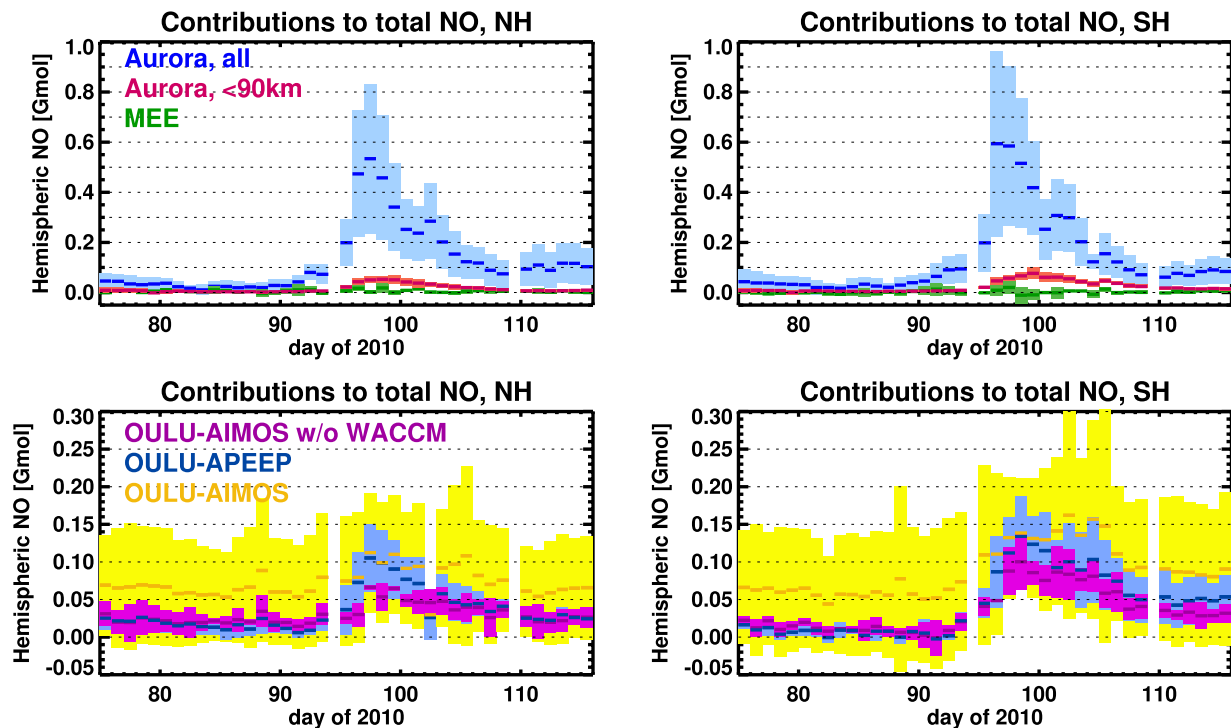 Contributions to total NO, NH
Hemispheric NO [Gmol]
1.0
0.8
0.6
0.4
0.2
0.0
Aurora, all
Aurora, <90km
MEE
80 90 100 110
day of 2010
Contributions to total NO, SH
Hemispheric NO [Gmol]
1.0
0.8
0.6
0.4
0.2
0.0
80 90 100 110
day of 2010
Contributions to total NO, NH
Hemispheric NO [Gmol]
0.30
0.25
0.20
0.15
0.10
0.05
0.00
-0.05
OULU-AIMOS w/o WACCM
OULU-APEEP
OULU-AIMOS
80 90 100 110
day of 2010
Contributions to total NO, SH
Hemispheric NO [Gmol]
0.30
0.25
0.20
0.15
0.10
0.05
0.00
-0.05
80 90 100 110
day of 2010